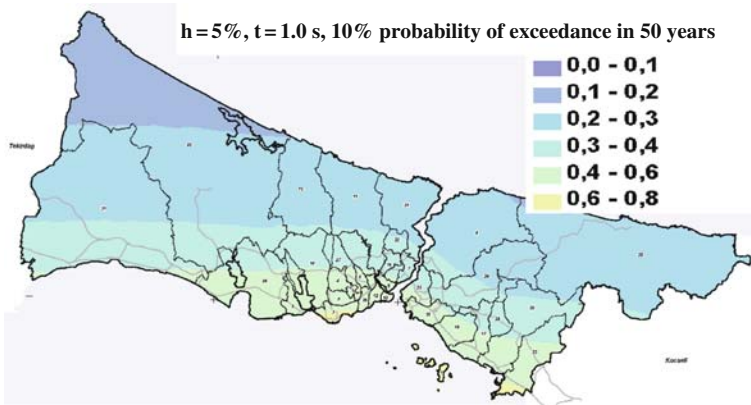 h = 5%, t = 1.0 s, 10% probability of exceedance in 50 years
0,0 - 0,1
0,1 - 0,2
0,2 - 0,3
0,3 - 0,4
0,4 - 0,6
0,6 - 0,8
Tekirdag
Kocaeli